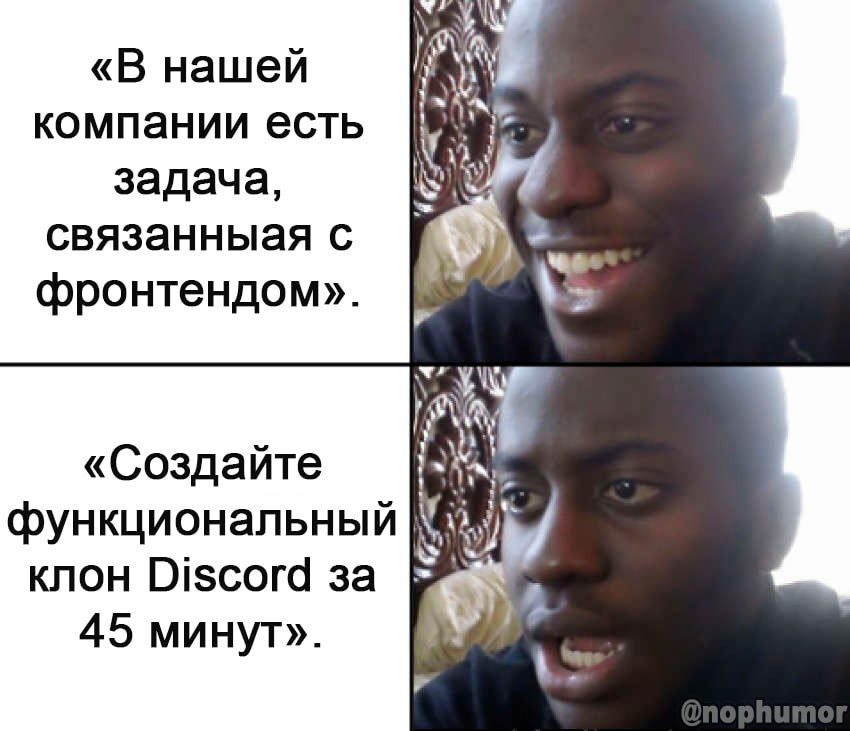 «В нашей
компании есть
задача,
связанныая с
фронтендом».
«Создайте
функциональный
клон Discord за
45 минут».
@nophumor